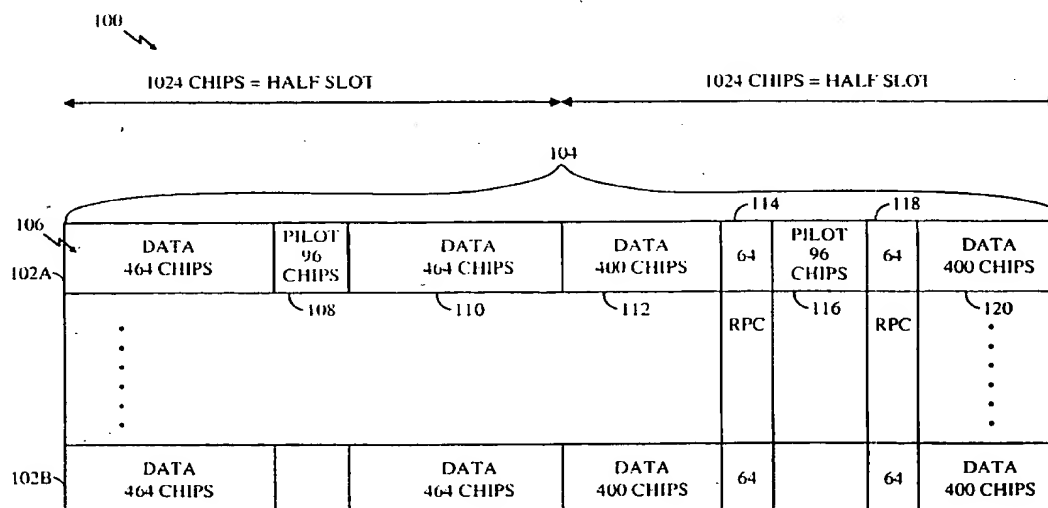 100
1024 CHIPS = HALF SLOT
1024 CHIPS = HALF SLOT
104
114
118
106
102A
DATA
464 CHIPS
PILOT
96
CHIPS
DATA
464 CHIPS
DATA
400 CHIPS
64
PILOT
96
CHIPS
64
DATA
400 CHIPS
108
110
112
RPC
116
RPC
120
102B
DATA
464 CHIPS
DATA
464 CHIPS
DATA
400 CHIPS
64
64
DATA
400 CHIPS